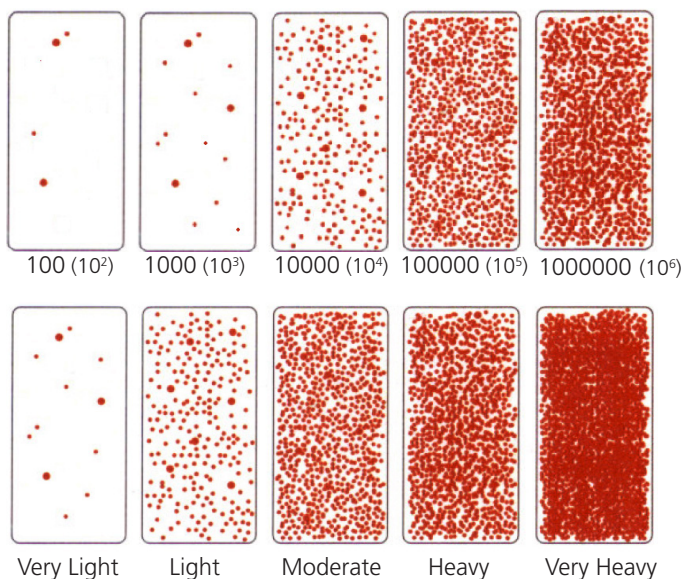 100 (10²) 1000 (10³) 10000 (10⁴) 100000 (10⁵) 1000000 (10⁶)
Very Light Light Moderate Heavy Very Heavy